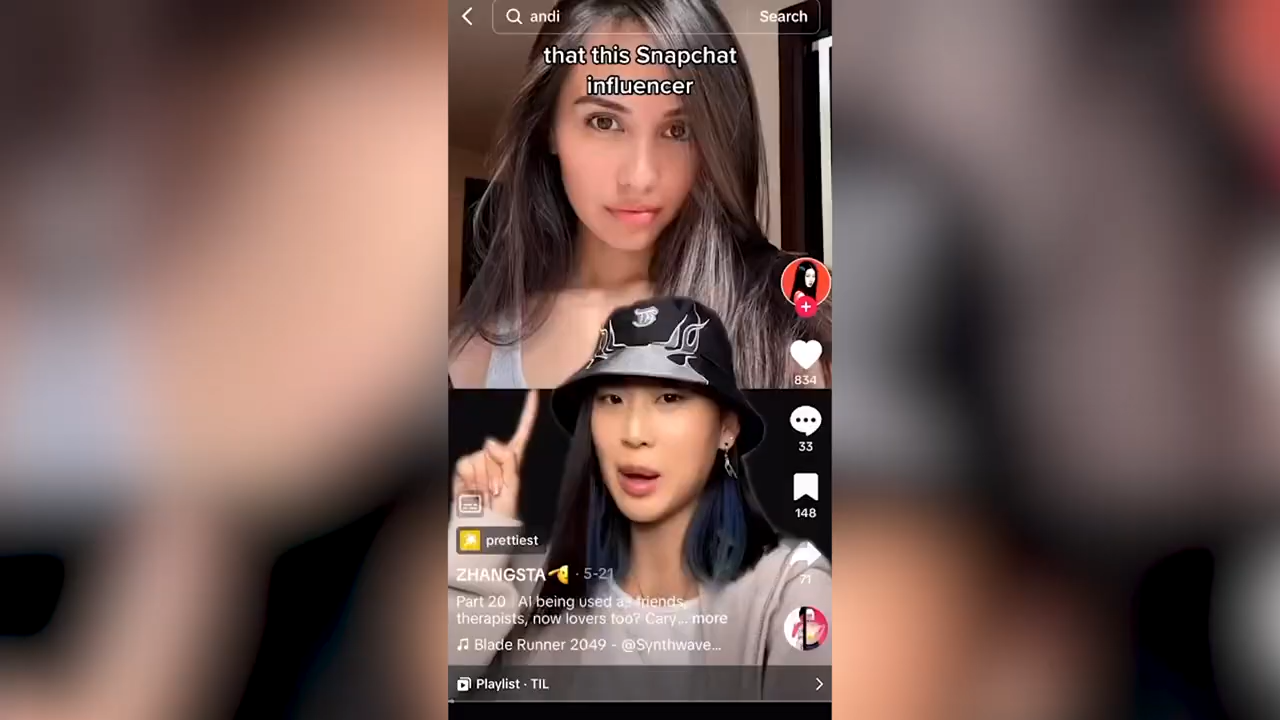 andi
Search
that this Snapchat
influencer
834
33
148
prettiest
71
ZHANGSTA · 5-21
Part 20 AI being used as friends,
therapists, now lovers too? Cary... more
Blade Runner 2049 - @Synthwave...
Playlist · TIL